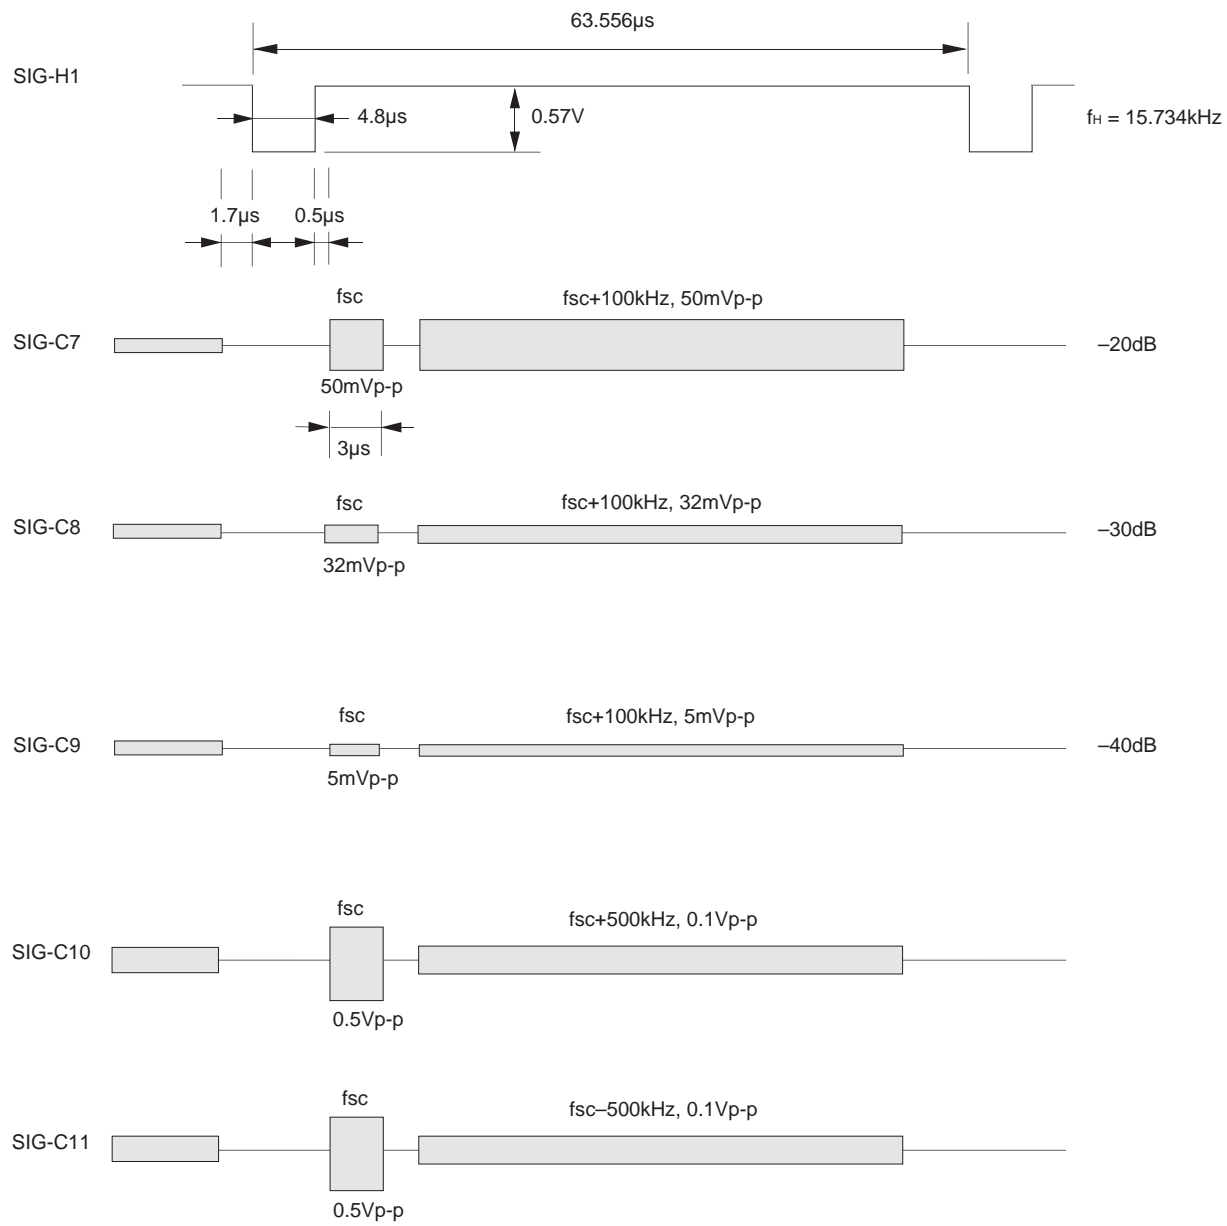 63.556µs
SIG-H1
4.8µs
0.57V
fH = 15.734kHz
1.7µs
0.5µs
fsc
fsc+100kHz, 50mVp-p
SIG-C7
–20dB
50mVp-p
3µs
fsc
fsc+100kHz, 32mVp-p
SIG-C8
–30dB
32mVp-p
fsc
fsc+100kHz, 5mVp-p
SIG-C9
–40dB
5mVp-p
fsc
fsc+500kHz, 0.1Vp-p
SIG-C10
0.5Vp-p
fsc
fsc–500kHz, 0.1Vp-p
SIG-C11
0.5Vp-p